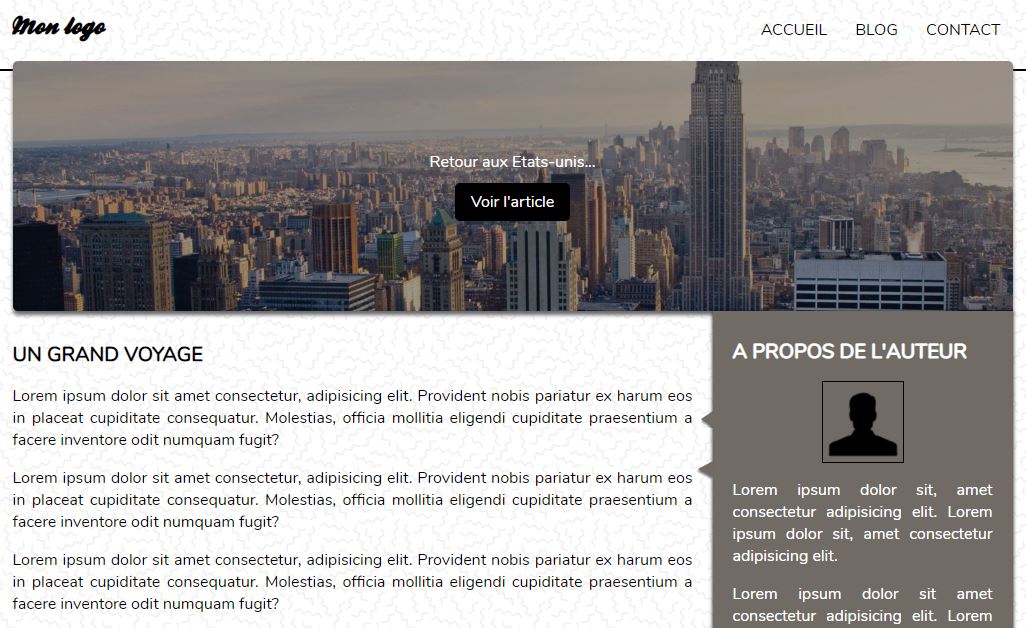 Mon logo
ACCUEIL BLOG CONTACT
Retour aux Etats-unis...
Voir l'article
UN GRAND VOYAGE
Lorem ipsum dolor sit amet consectetur, adipisicing elit. Provident nobis pariatur ex harum eos
in placeat cupiditate consequatur. Molestias, officia mollitia eligendi cupiditate praesentium a
facere inventore odit numquam fugit?
Lorem ipsum dolor sit amet consectetur, adipisicing elit. Provident nobis pariatur ex harum eos
in placeat cupiditate consequatur. Molestias, officia mollitia eligendi cupiditate praesentium a
facere inventore odit numquam fugit?
Lorem ipsum dolor sit amet consectetur, adipisicing elit. Provident nobis pariatur ex harum eos
in placeat cupiditate consequatur. Molestias, officia mollitia eligendi cupiditate praesentium a
facere inventore odit numquam fugit?
A PROPOS DE L'AUTEUR
Lorem ipsum dolor sit, amet
consectetur adipisicing elit. Lorem
ipsum dolor sit, amet consectetur
adipisicing elit.
Lorem ipsum dolor sit, amet
consectetur adipisicing elit. Lorem